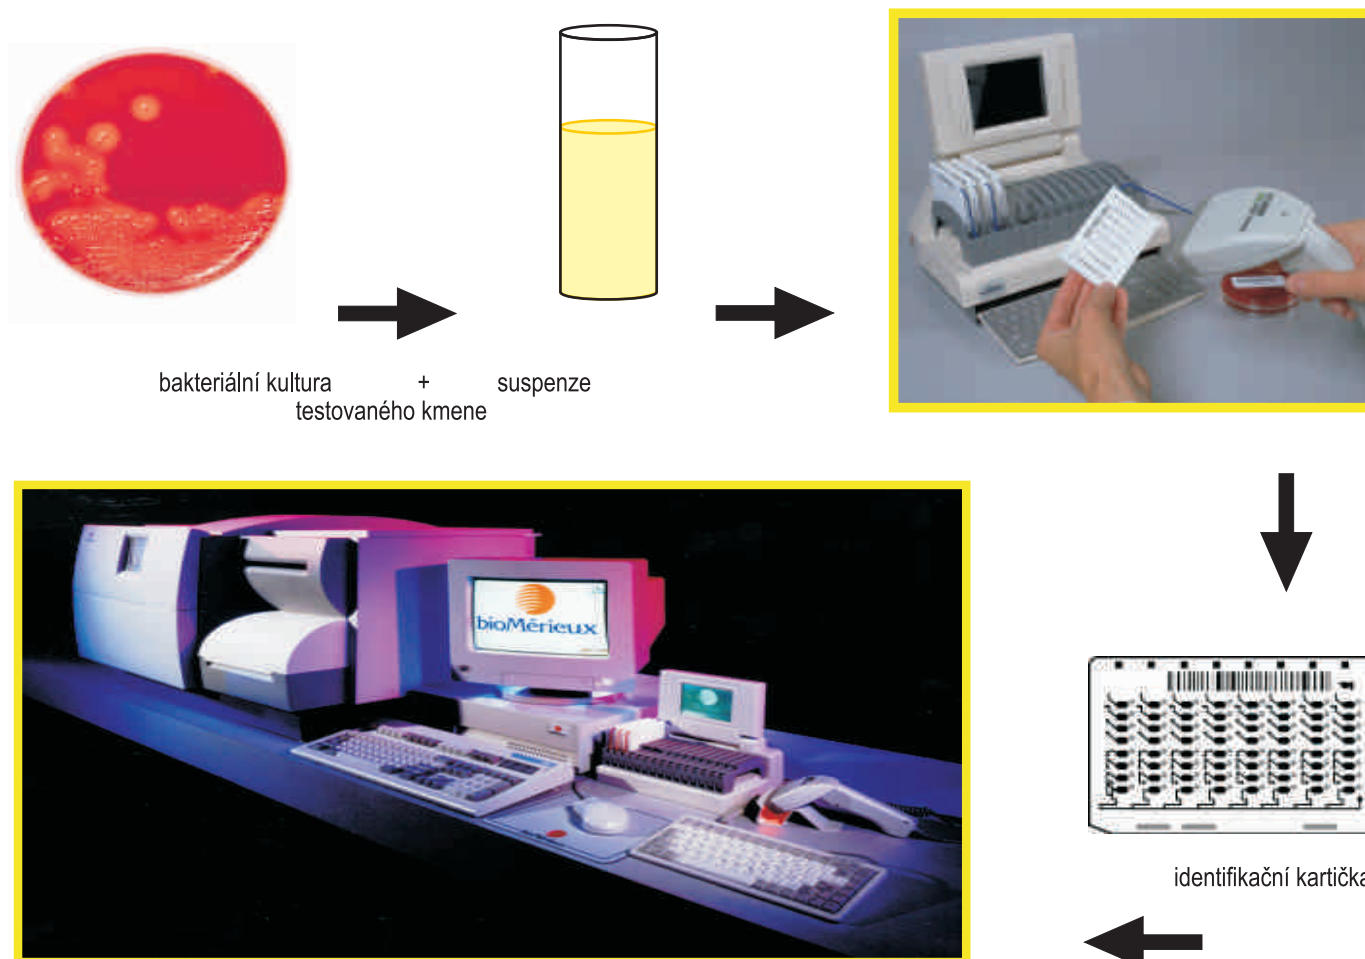 bakteriální kultura + suspenze
testovaného kmene
bioMérieux
identifikační kartička